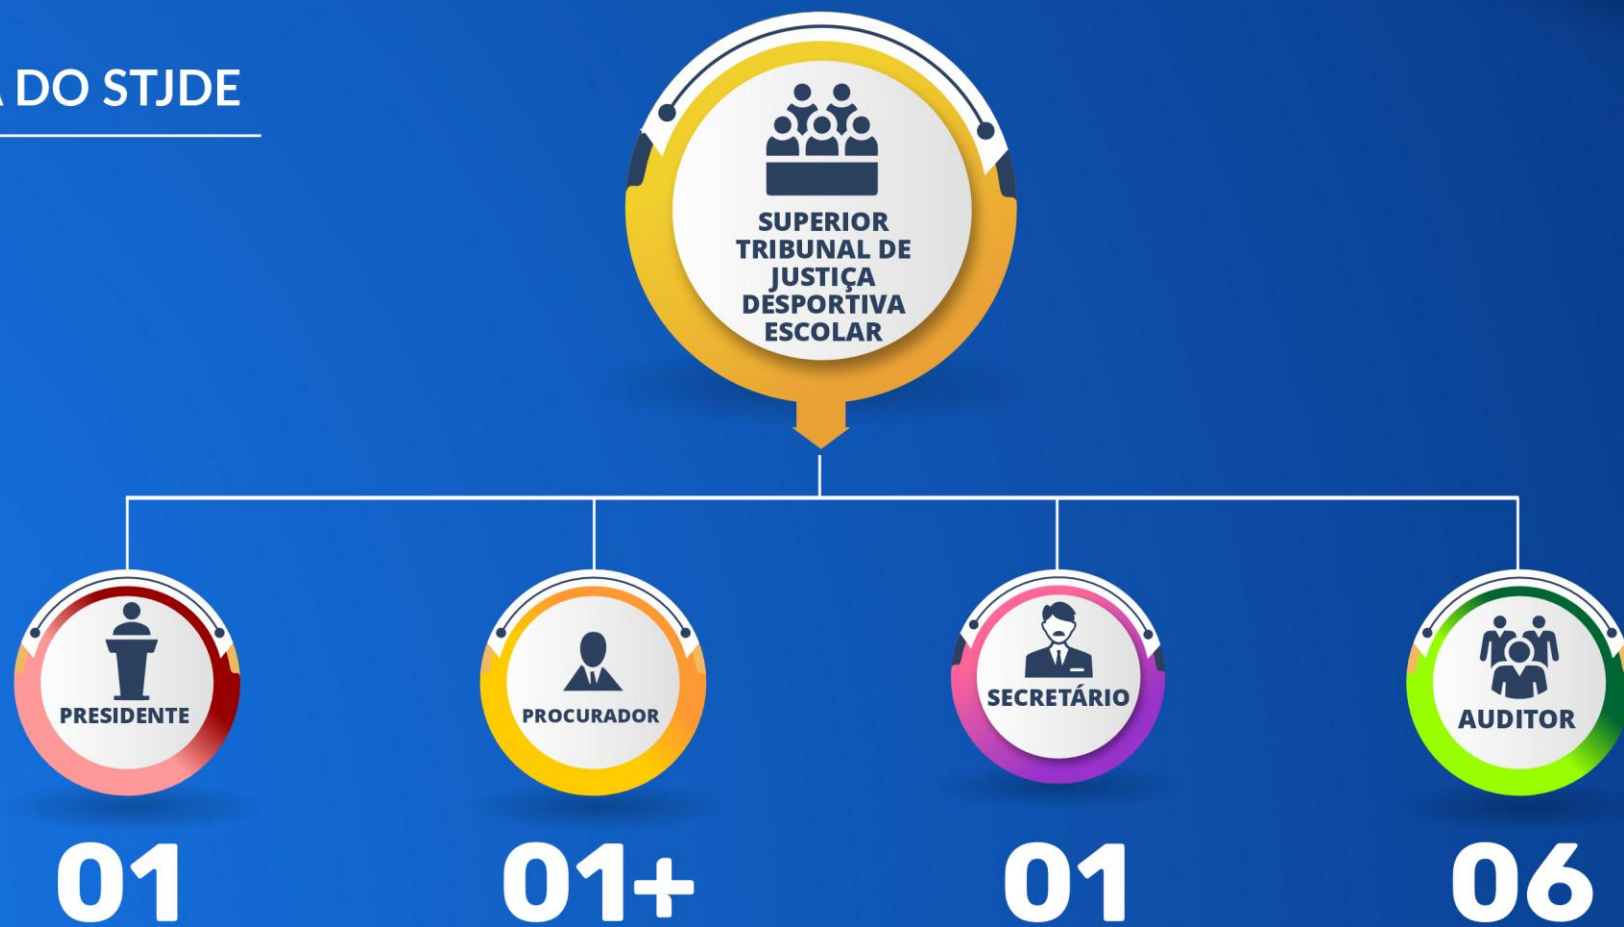 A DO STJDE
SUPERIOR
TRIBUNAL DE
JUSTIÇA
DESPORTIVA
ESCOLAR
PRESIDENTE
PROCURADOR
SECRETÁRIO
AUDITOR
01
01+
01
06